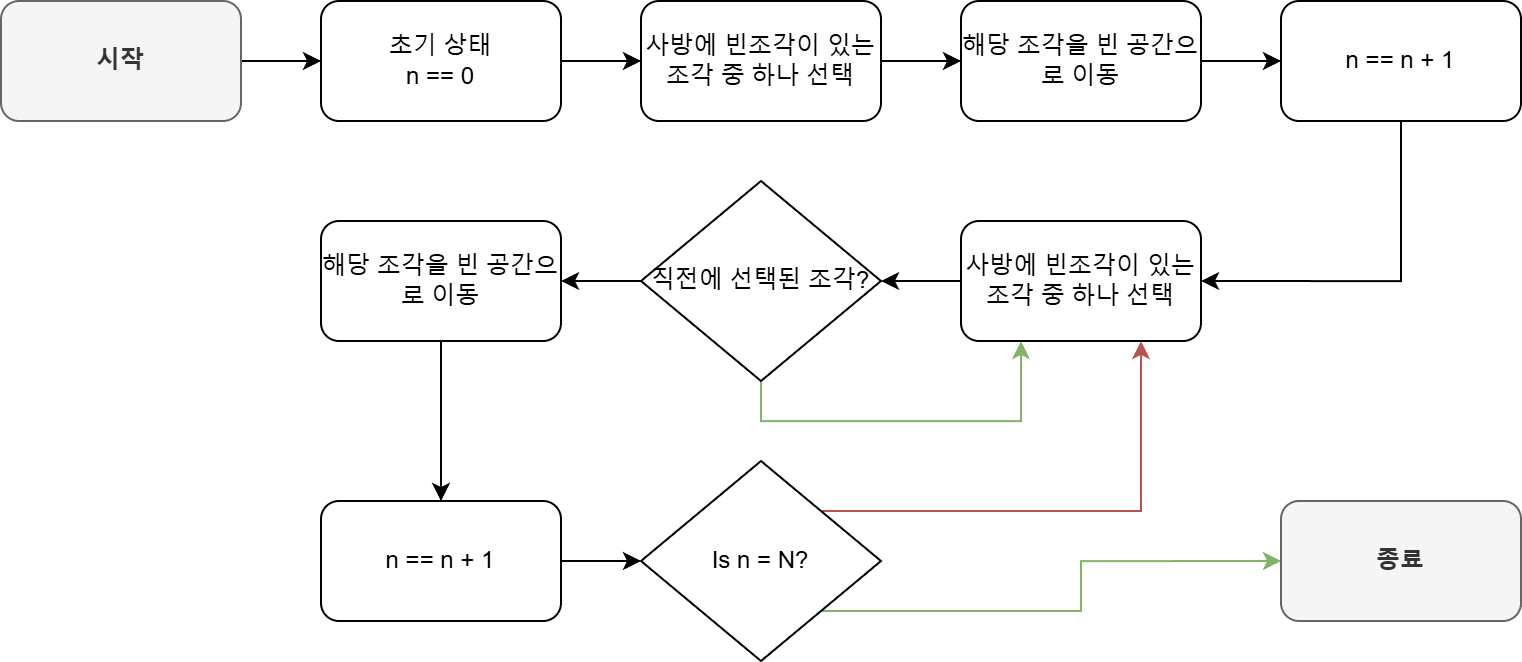 시작
초기 상태
n == 0
사방에 빈조각이 있는
조각 중 하나 선택
해당 조각을 빈 공간으
로 이동
n == n + 1
해당 조각을 빈 공간으
로 이동
직전에 선택된 조각?
사방에 빈조각이 있는
조각 중 하나 선택
n == n + 1
Is n = N?
종료